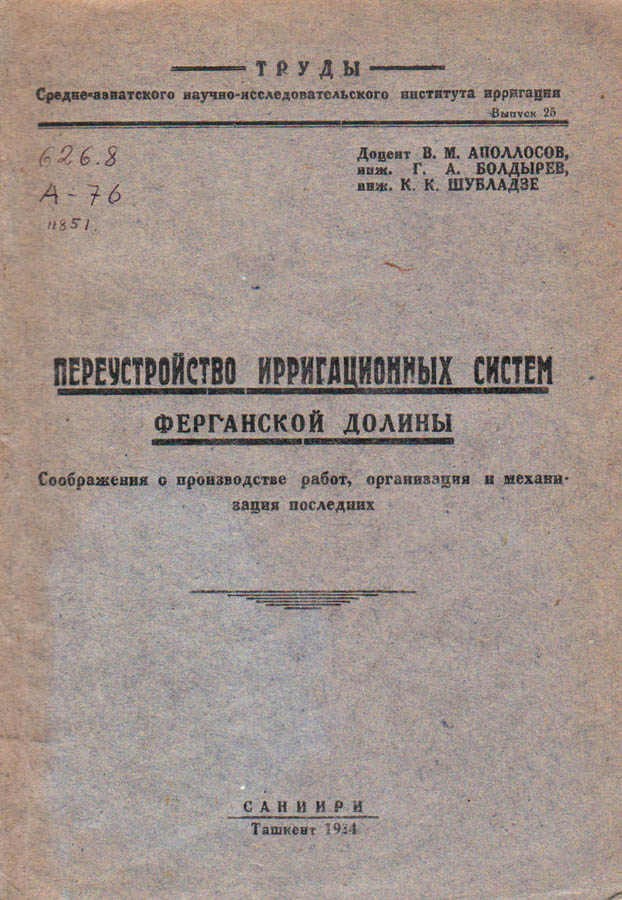 ТРУДЫ
Средне-азиатского научно-исследовательского института ирригации
Выпуск 25
626.8
А-76
11851.
Доцент В. М. АПОЛЛОСОВ,
инж. Г. А. БОЛДЫРЕВ,
инж. К. К. ШУБЛАДЗЕ
ПЕРЕУСТРОЙСТВО ИРРИГАЦИОННЫХ СИСТЕМ
ФЕРГАНСКОЙ ДОЛИНЫ
Соображения о производстве работ, организация и механи-
зация последних
САНИИРИ
Ташкент 1934